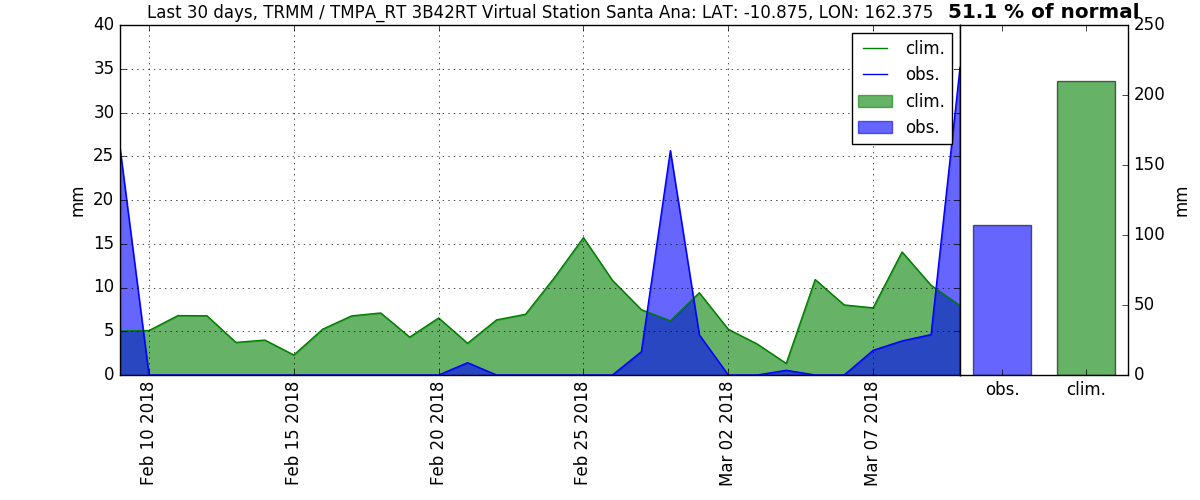 Last 30 days, TRMM / TMPA_RT 3B42RT Virtual Station Santa Ana: LAT: -10.875, LON: 162.375 51.1 % of normal
40
35
30
25
20
15
10
5
0
mm
clim.
obs.
clim.
obs.
Feb 10 2018
Feb 15 2018
Feb 20 2018
Feb 25 2018
Mar 02 2018
Mar 07 2018
250
200
150
100
50
0
mm
obs. clim.